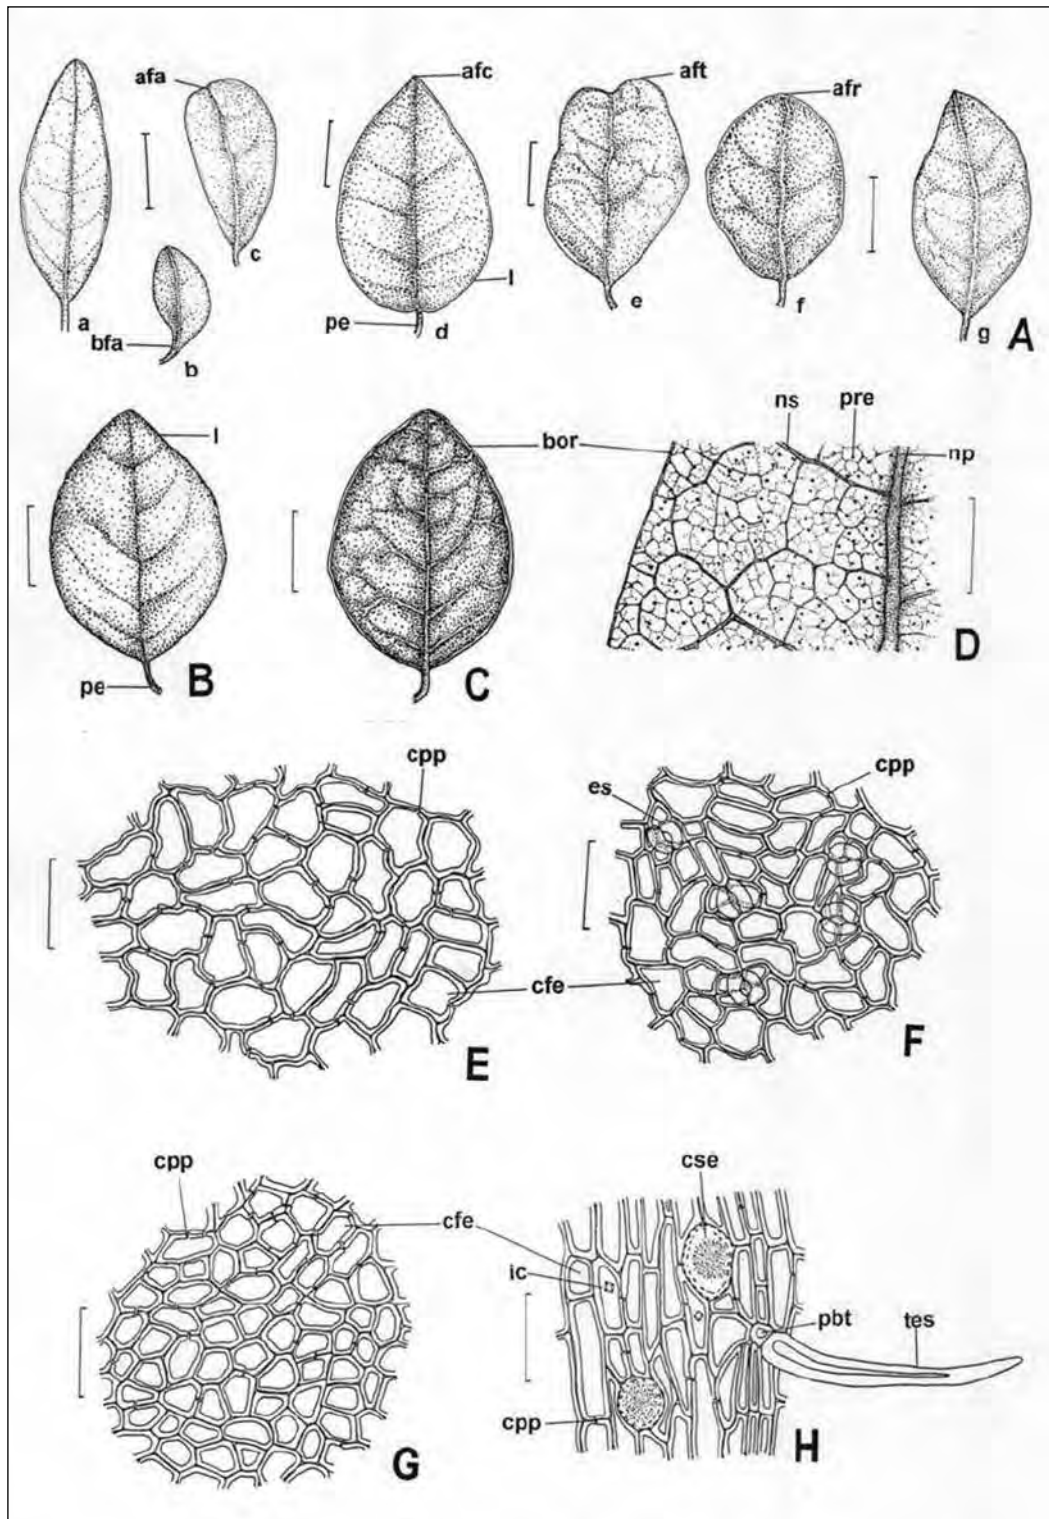 afa
afc
aft
afr
c
l
a
pe
d
e
f
g
A
bfa
b
ns
pre
l
bor
np
B
C
D
pe
cpp
cpp
es
cfe
E
F
cpp
cse
cfe
ic
pbt
tes
cpp
G
H